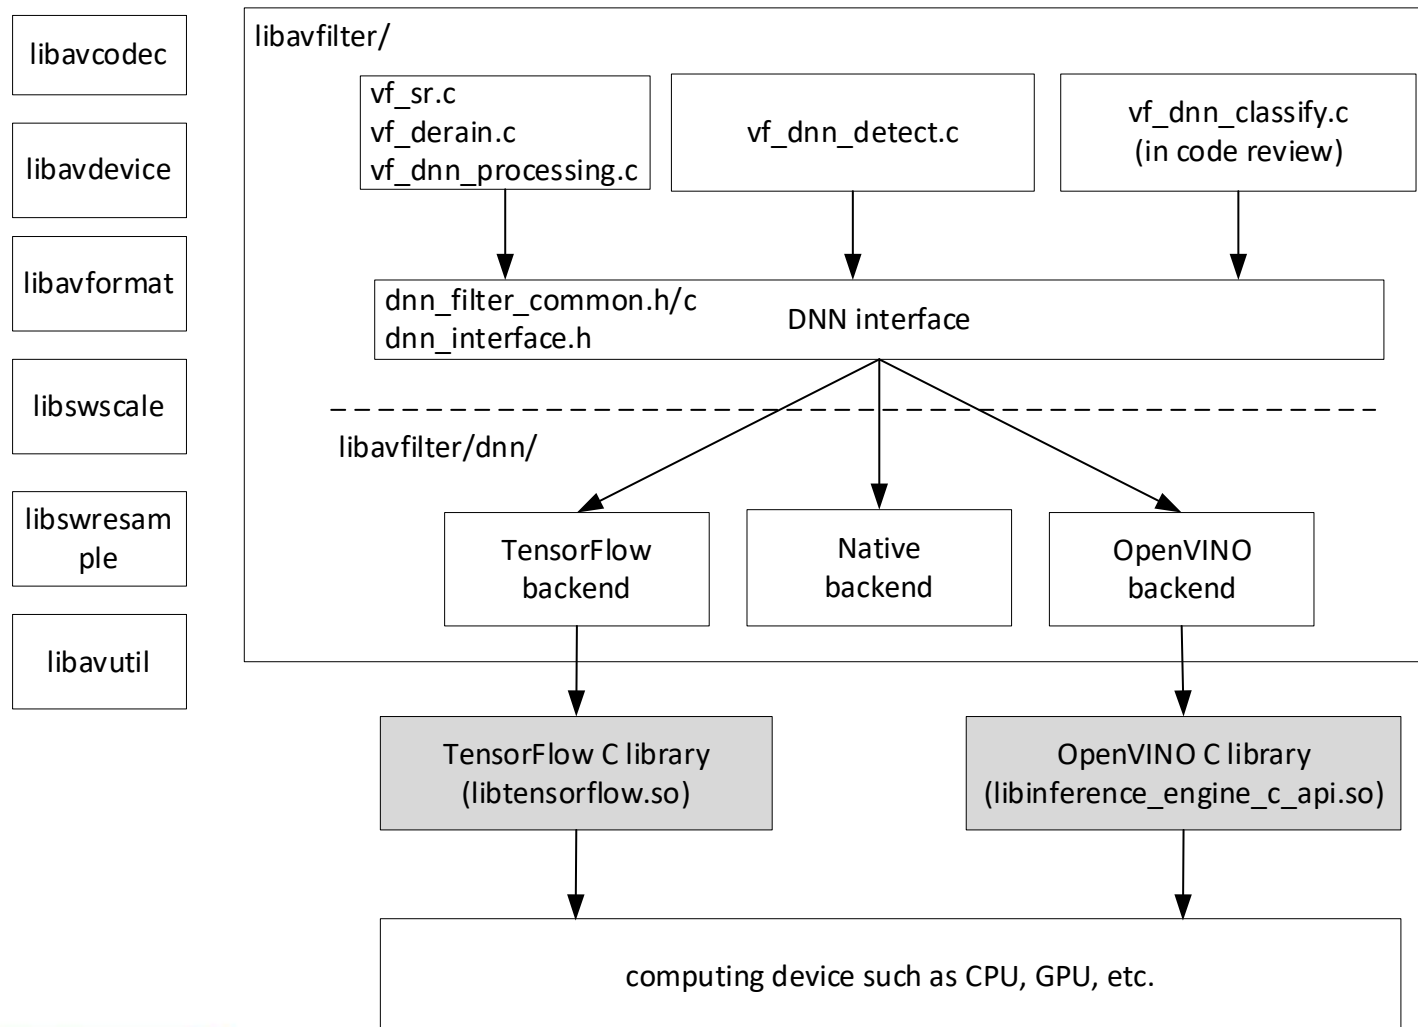 libavcodec
libavdevice
libavformat
libswscale
libswresam
ple
libavutil
libavfilter/
vf_sr.c
vf_derain.c
vf_dnn_processing.c
vf_dnn_detect.c
vf_dnn_classify.c
(in code review)
dnn_filter_common.h/c
dnn_interface.h
DNN interface
libavfilter/dnn/
TensorFlow
backend
Native
backend
OpenVINO
backend
TensorFlow C library
(libtensorflow.so)
OpenVINO C library
(libinference_engine_c_api.so)
computing device such as CPU, GPU, etc.